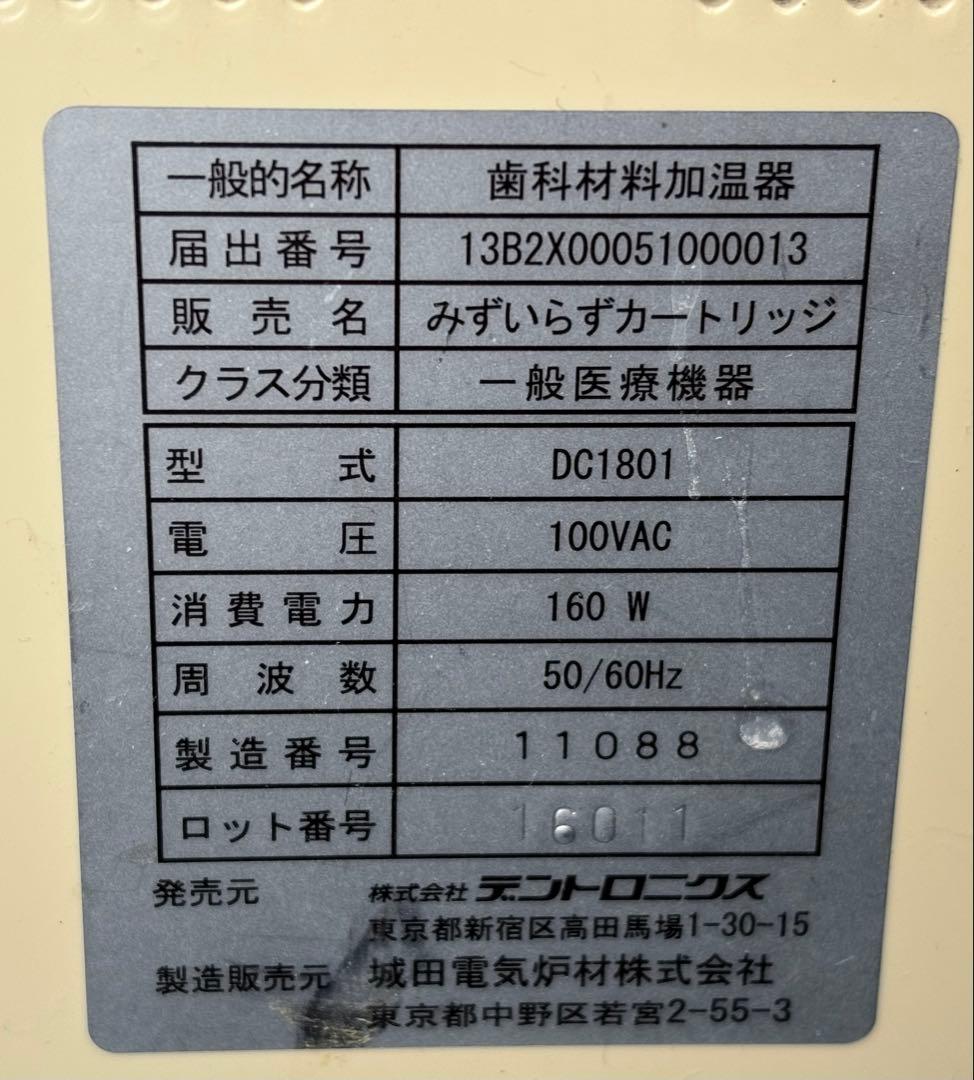 一般的名称 歯科材料加温器
届出番号 13B2X00051000013
販売名 みずいらずカートリッジ
クラス分類 一般医療機器
型式 DC1801
電圧 100VAC
消費電力 160 W
周波数 50/60Hz
製造番号 11088
ロット番号 16011
発売元 株式会社 デントロニクス
東京都新宿区高田馬場1-30-15
製造販売元 城田電気炉材株式会社
東京都中野区若宮2-55-3